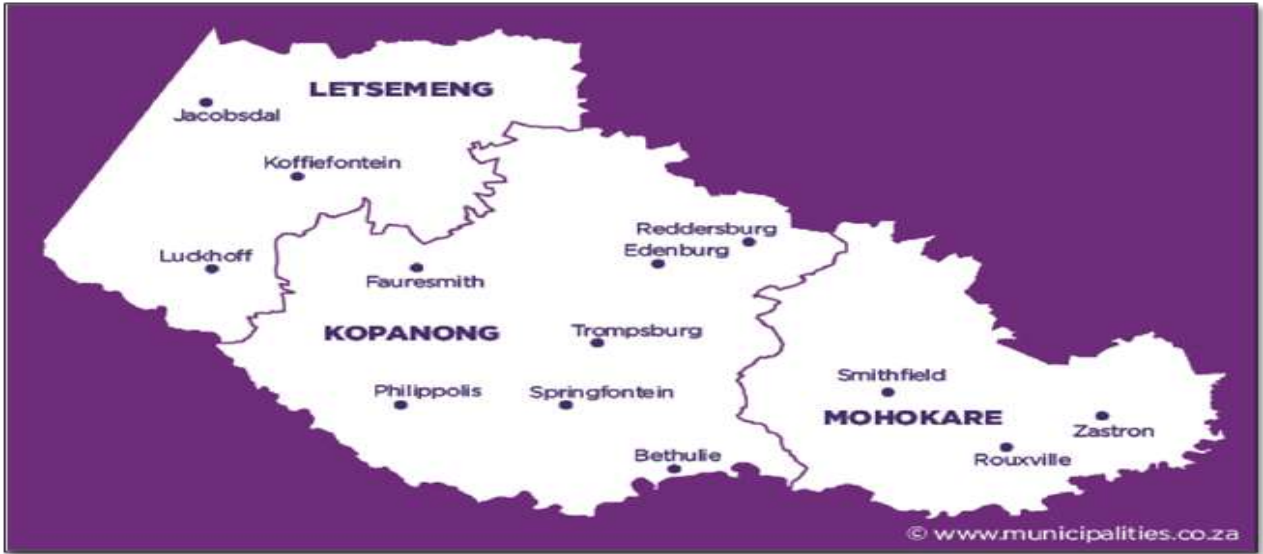 LETSEMENG
Jacobsdal
Koffiefontein
Luckhoff
Reddersburg
Edenburg
Fauresmith
KOPANONG
Trompsburg
Philippolis
Springfontein
Bethulie
Smithfield
MOHOKARE
Zastron
Rouxville
© www.municipalities.co.za